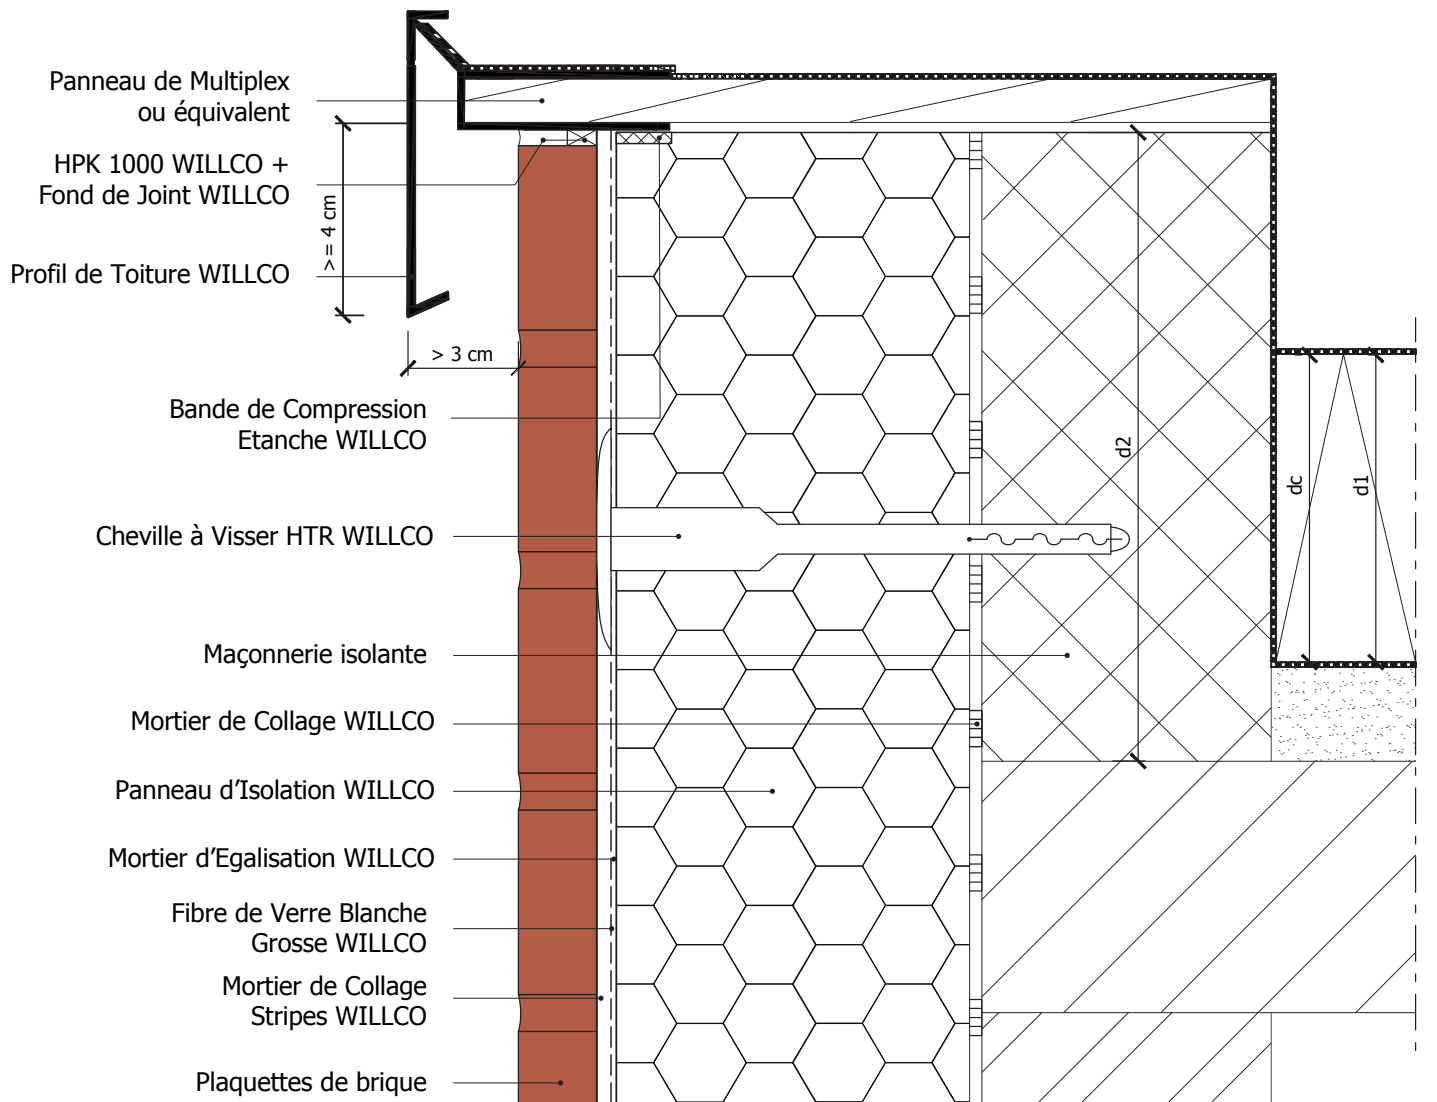 Panneau de Multiplex
ou équivalent
HPK 1000 WILLCO +
Fond de Joint WILLCO
>= 4 cm
Profil de Toiture WILLCO
> 3 cm
Bande de Compression
Etanche WILLCO
d2
dc
d1
Cheville à Visser HTR WILLCO
Maçonnerie isolante
Mortier de Collage WILLCO
Panneau d’Isolation WILLCO
Mortier d’Egalisation WILLCO
Fibre de Verre Blanche
Grosse WILLCO
Mortier de Collage
Stripes WILLCO
Plaquettes de brique